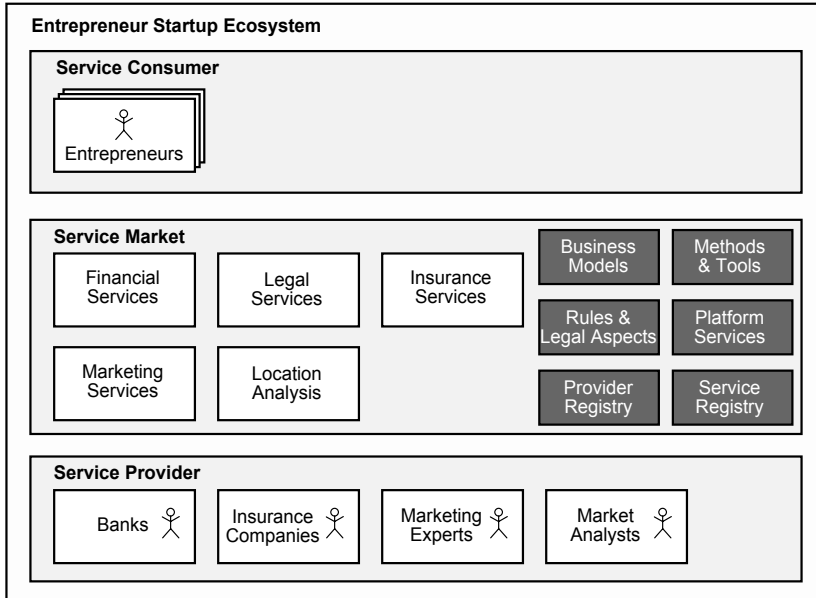 Entrepreneur Startup Ecosystem
Service Consumer
Entrepreneurs
Service Market
Financial
Services
Legal
Services
Insurance
Services
Marketing
Services
Location
Analysis
Business
Models
Methods
& Tools
Rules &
Legal Aspects
Platform
Services
Provider
Registry
Service
Registry
Service Provider
Banks
Insurance
Companies
Marketing
Experts
Market
Analysts